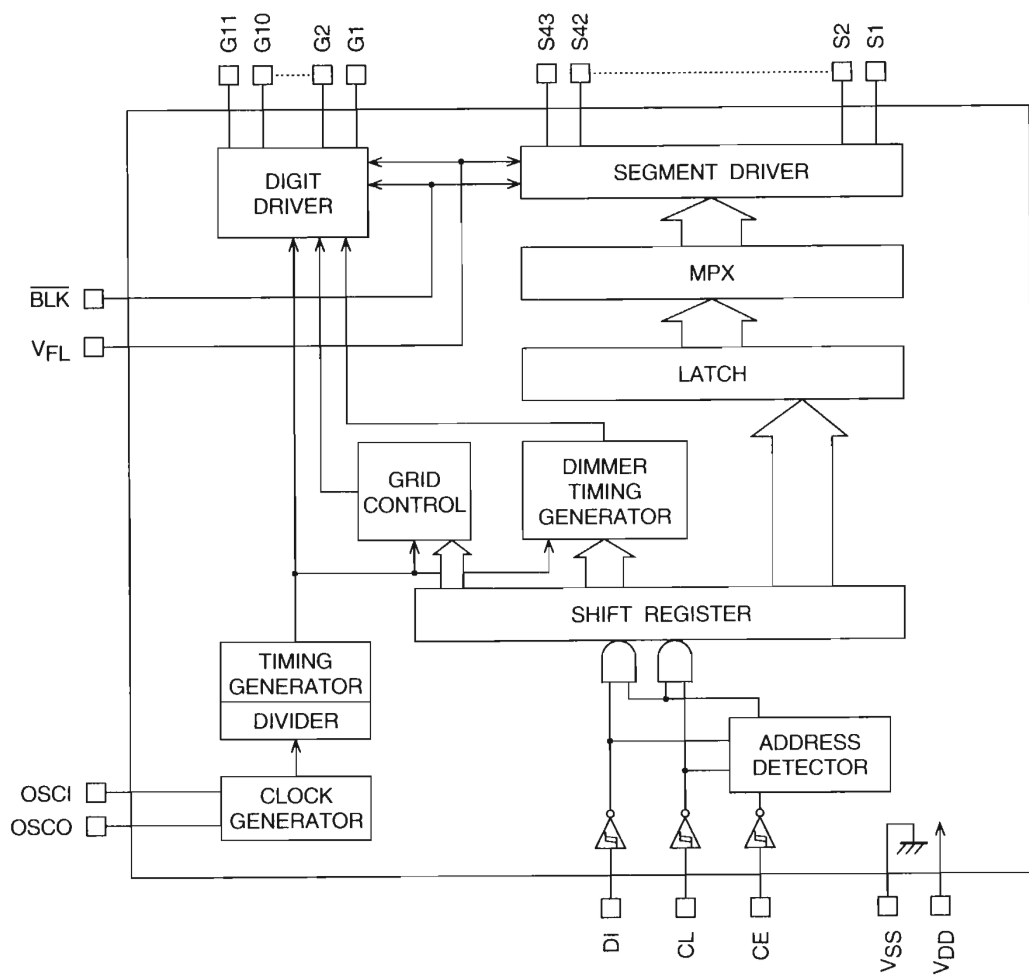 G11
G10
G2
G1
S43
S42
S2
S1
DIGIT
DRIVER
SEGMENT DRIVER
MPX
BLK
VFL
LATCH
GRID
CONTROL
DIMMER
TIMING
GENERATOR
SHIFT REGISTER
TIMING
GENERATOR
DIVIDER
ADDRESS
DETECTOR
OSCI
OSCO
CLOCK
GENERATOR
DI
CL
CE
VSS
VDD